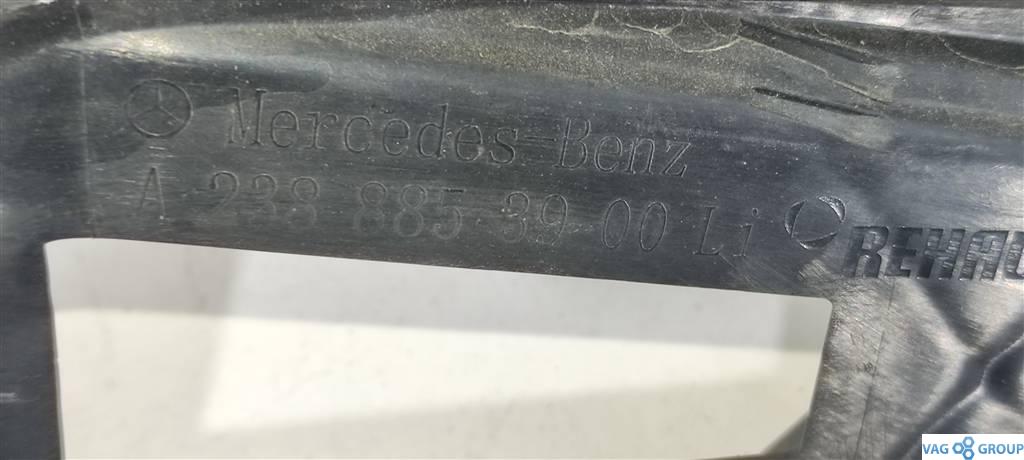 Mercedes-Benz
A 238 885 39 00 Li
REHAU
VAG GROUP